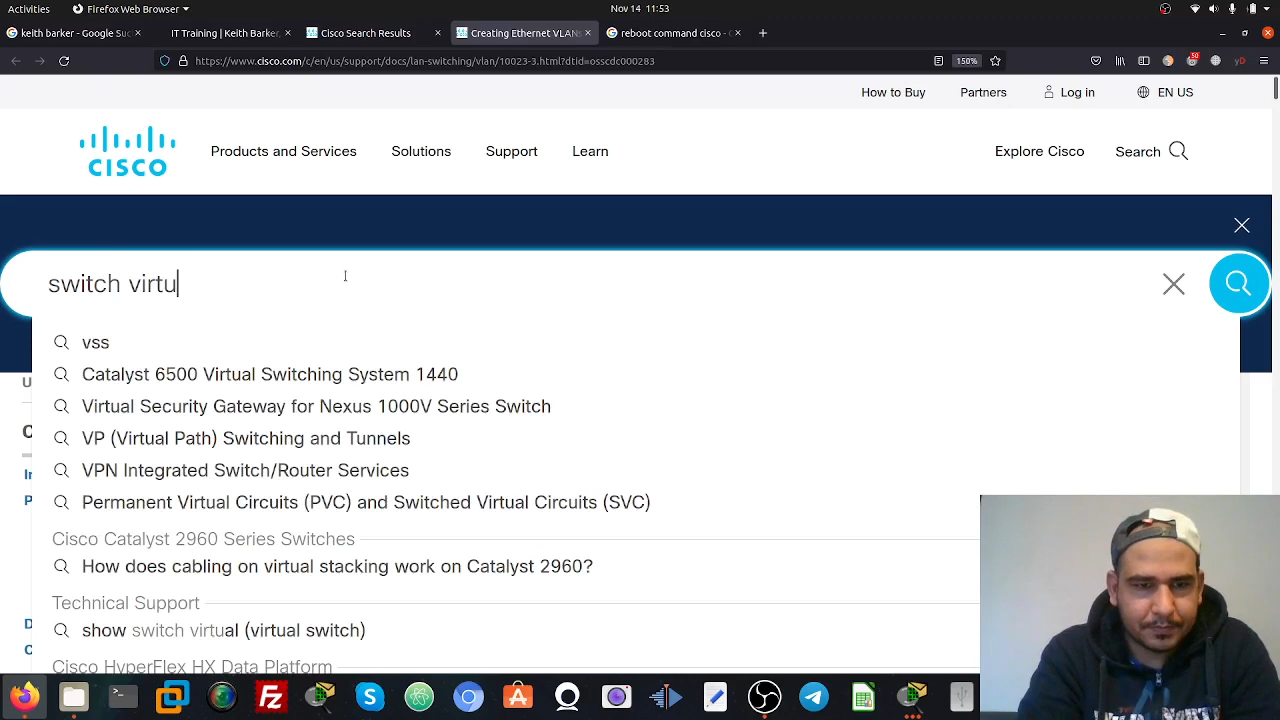 Activities Firefox Web Browser Nov 14 11:53
keith barker - Google Su IT Training | Keith Barker, Cisco Search Results Creating Ethernet VLANs reboot command cisco -
https://www.cisco.com/c/en/us/support/docs/lan-switching/vlan/10023-3.html?dtid=osscdc000283 150% 50 yD
How to Buy Partners Log in EN US
CISCO Products and Services Solutions Support Learn Explore Cisco Search
switch virtu
vss
Catalyst 6500 Virtual Switching System 1440
Virtual Security Gateway for Nexus 1000V Series Switch
VP (Virtual Path) Switching and Tunnels
VPN Integrated Switch/Router Services
Permanent Virtual Circuits (PVC) and Switched Virtual Circuits (SVC)
Cisco Catalyst 2960 Series Switches
How does cabling on virtual stacking work on Catalyst 2960?
Technical Support
show switch virtual (virtual switch)
Cisco HyperFlex HX Data Platform